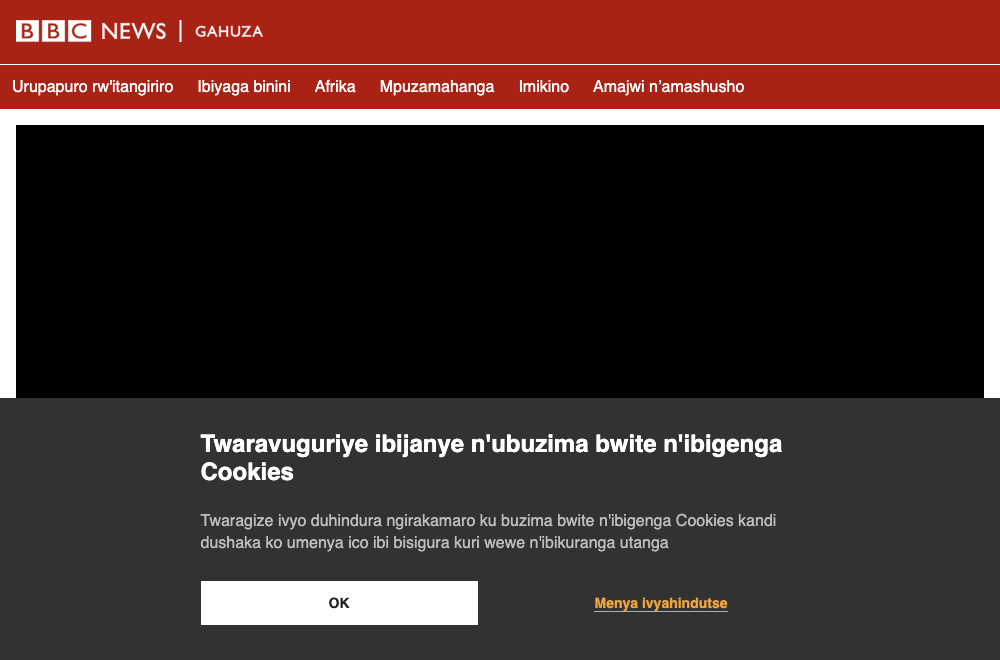 BBC NEWS | GAHUZA
Urupapuro rw'itangiriro Ibiyaga binini Afrika Mpuzamahanga Imikino Amajwi n’amashusho
Twaravuguriye ibijanye n'ubuzima bwite n'ibigenga
Cookies
Twaragize ivyo duhindura ngirakamaro ku buzima bwite n'ibigenga Cookies kandi
dushaka ko umenya ico ibi bisigura kuri wewe n'ibikuranga utanga
OK
Menya ivyahindutse